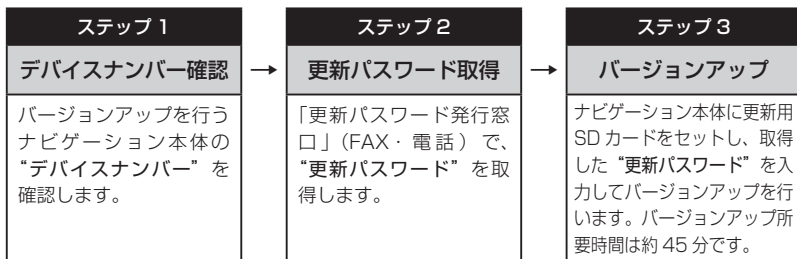 ステップ 1
デバイスナンバー確認
バージョンアップを行う
ナビゲーション本体の
“デバイスナンバー”を
確認します。
→
ステップ 2
更新パスワード取得
「更新パスワード発行窓
口」(FAX・電話)で、
“更新パスワード”を取
得します。
→
ステップ 3
バージョンアップ
ナビゲーション本体に更新用
SD カードをセットし、取得
した“更新パスワード”を入
力してバージョンアップを行
います。バージョンアップ所
要時間は約 45 分です。